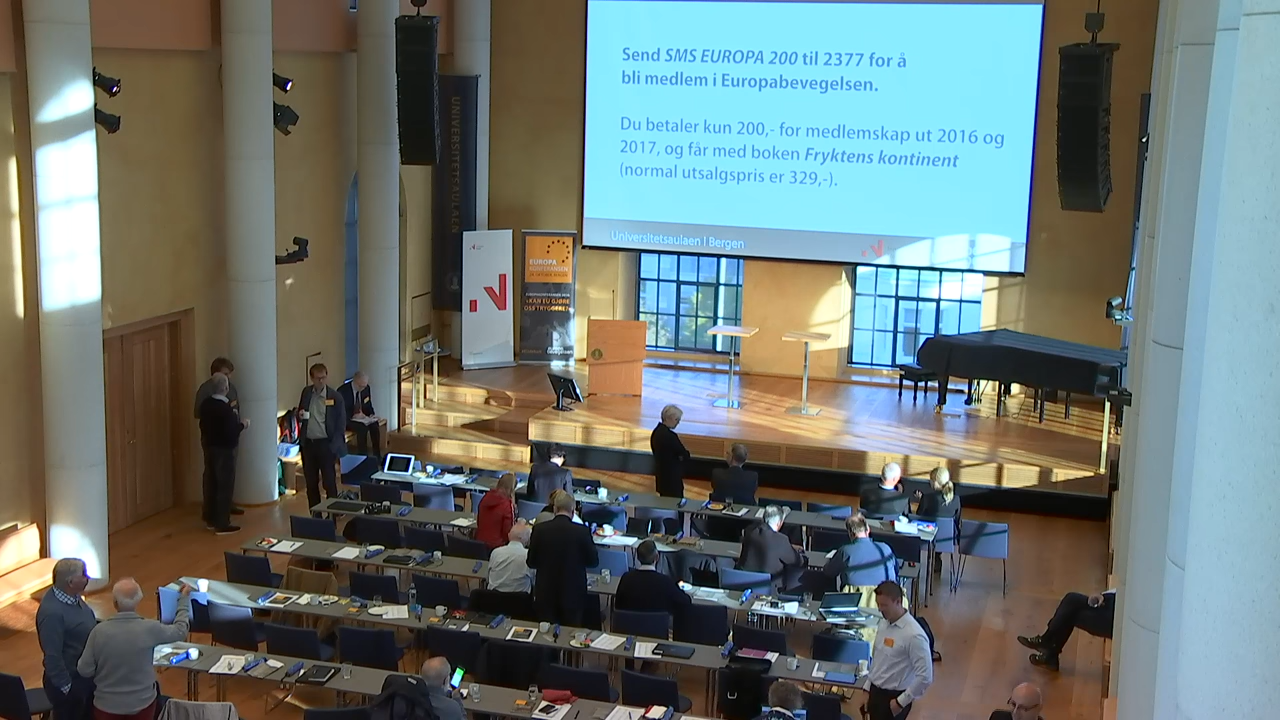 Send SMS EUROPA 200 til 2377 for å
bli medlem i Europabevegelsen.
Du betaler kun 200,- for medlemskap ut 2016 og
2017, og får med boken Fryktens kontinent
(normal utsalgspris er 329,-).
Universitetsaulaen | Bergen
UNIVERSITETSAULAEN
EUROPA
KONFERANSEN
«KAN EU GJØRE
OSS TRYGGERE?»